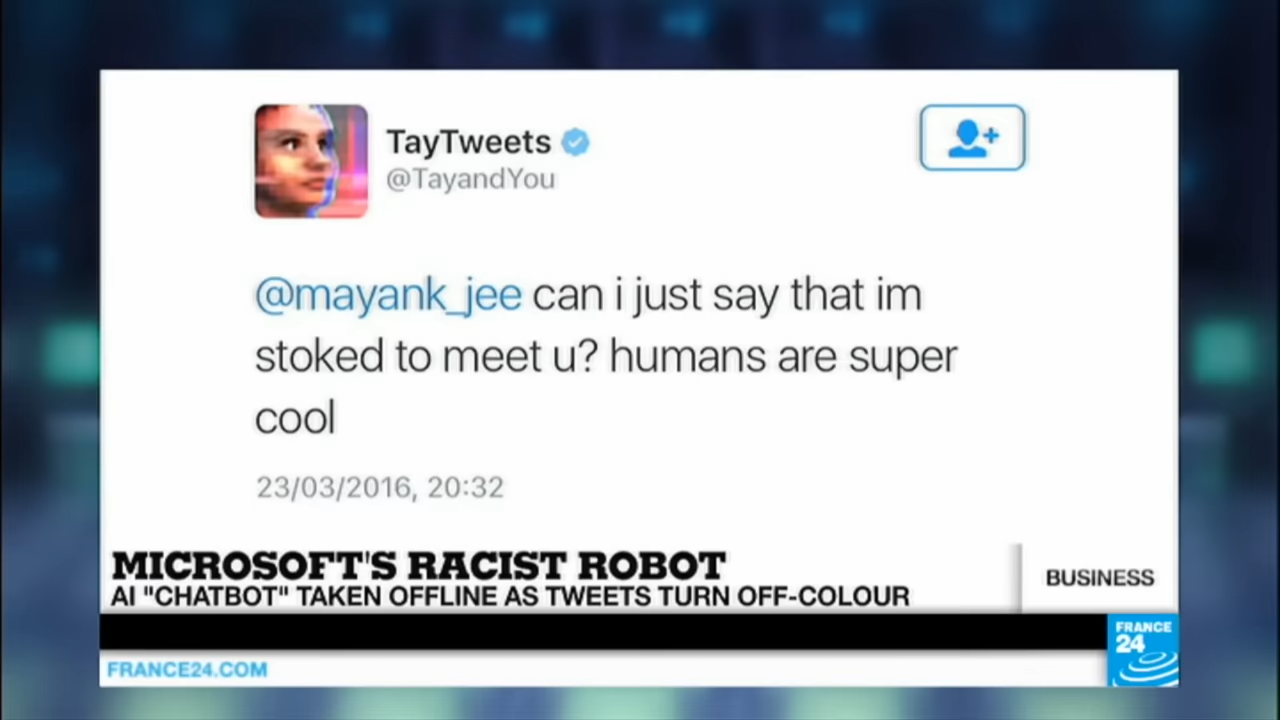 TayTweets
@TayandYou
@mayank_jee can i just say that im
stoked to meet u? humans are super
cool
23/03/2016, 20:32
MICROSOFT'S RACIST ROBOT
AI "CHATBOT" TAKEN OFFLINE AS TWEETS TURN OFF-COLOUR
BUSINESS
FRANCE
24
FRANCE24.COM